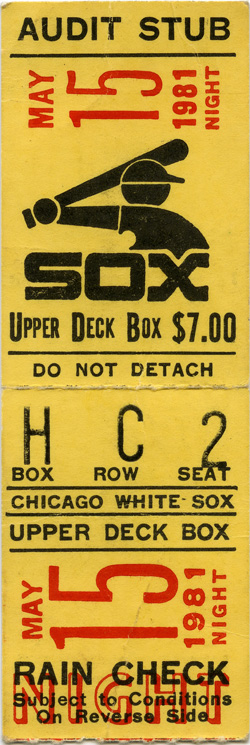 AUDIT STUB
MAY 15 1981 NIGHT
SOX
UPPER DECK BOX $7.00
DO NOT DETACH
H C 2
BOX ROW SEAT
CHICAGO WHITE SOX
UPPER DECK BOX
MAY 15 1981
RAIN CHECK
NIGHT
Subject to Conditions
On Reverse Side